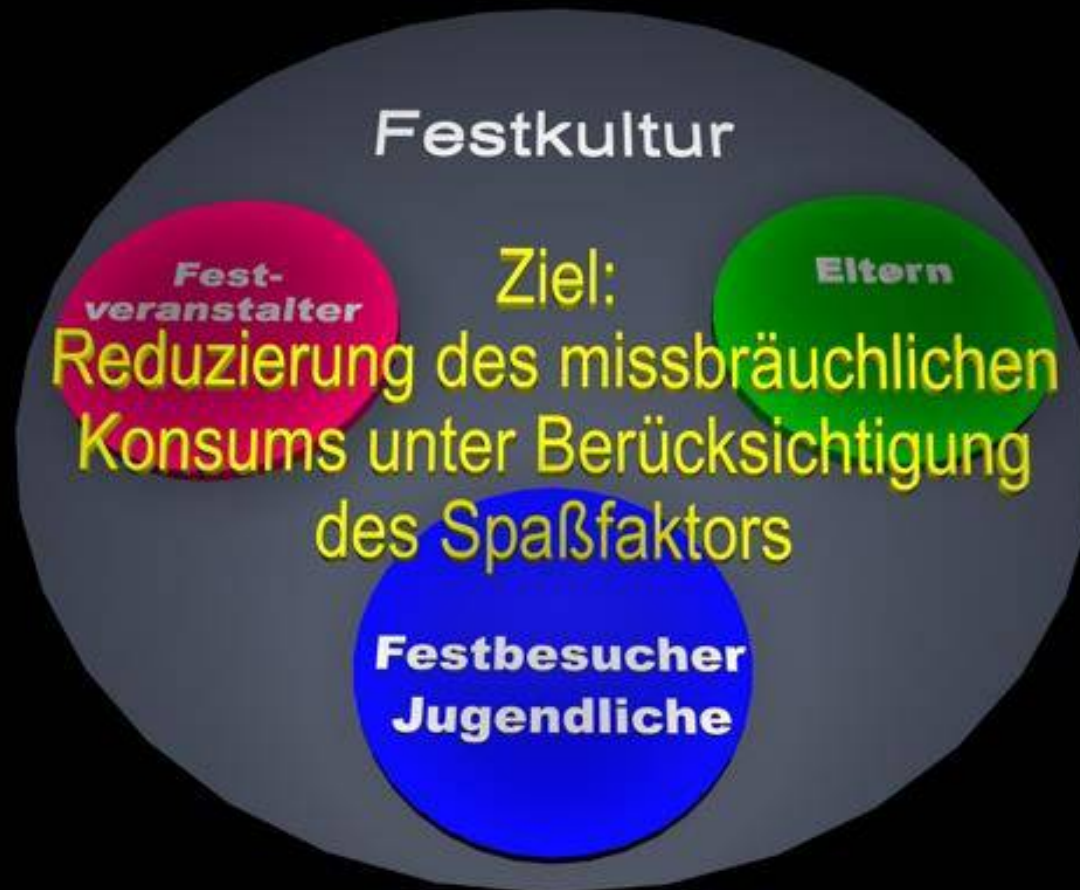 Festkultur
Fest-
veranstalter
Eltern
Ziel:
Reduzierung des missbräuchlichen
Konsums unter Berücksichtigung
des Spaßfaktors
Festbesucher
Jugendliche